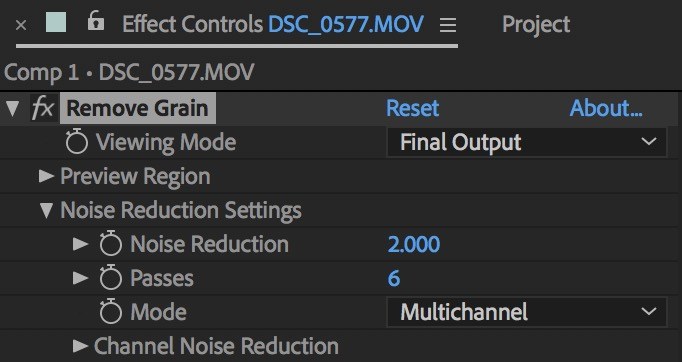 × Effect Controls DSC_0577.MOV Project
Comp 1 • DSC_0577.MOV
fx Remove Grain Reset About...
Viewing Mode Final Output
Preview Region
Noise Reduction Settings
Noise Reduction 2.000
Passes 6
Mode Multichannel
Channel Noise Reduction